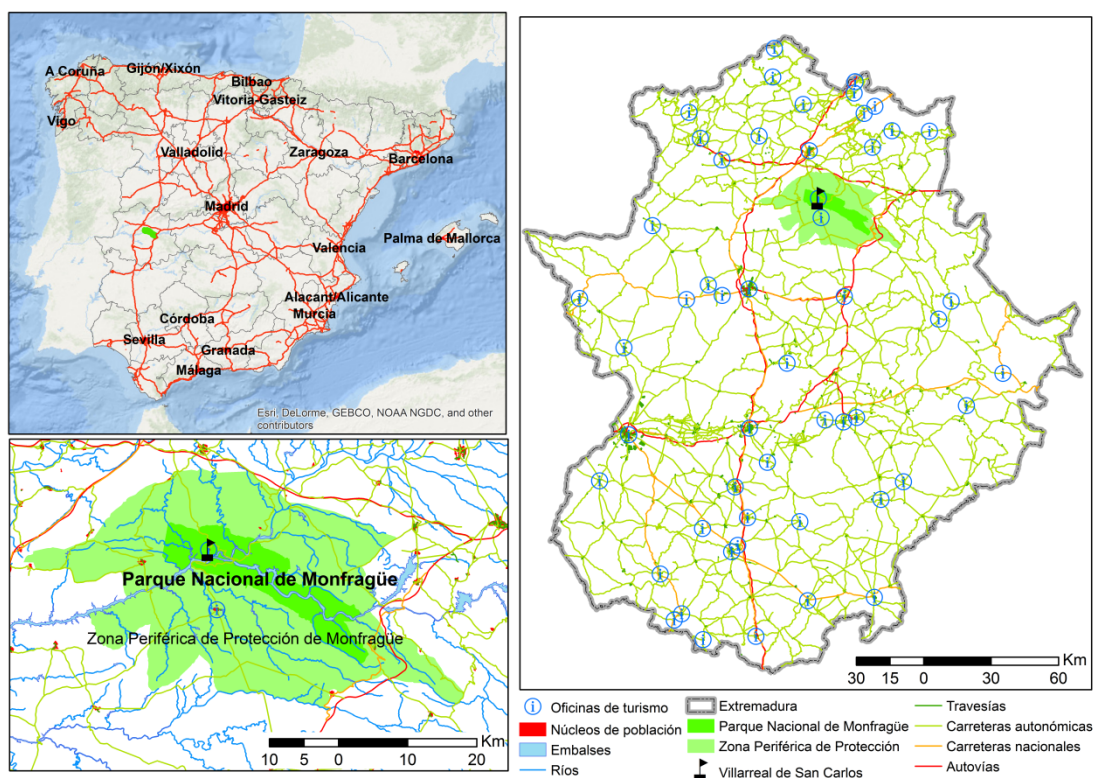 A Coruña
Gijón/Xixón
Bilbao
Vitoria-Gasteiz
Vigo
Valladolid
Zaragoza
Barcelona
Madrid
Valencia
Palma de Mallorca
Alacant/Alicante
Murcia
Córdoba
Sevilla
Granada
Málaga
Esri, DeLorme, GEBCO, NOAA NGDC, and other
contributors
Parque Nacional de Monfragüe
Zona Periférica de Protección de Monfragüe
Km
10 5 0 10 20
Km
30 15 0 30 60
Oficinas de turismo
Núcleos de población
Embalses
Ríos
Extremadura
Parque Nacional de Monfragüe
Zona Periférica de Protección
Villarreal de San Carlos
Travesías
Carreteras autonómicas
Carreteras nacionales
Autovías